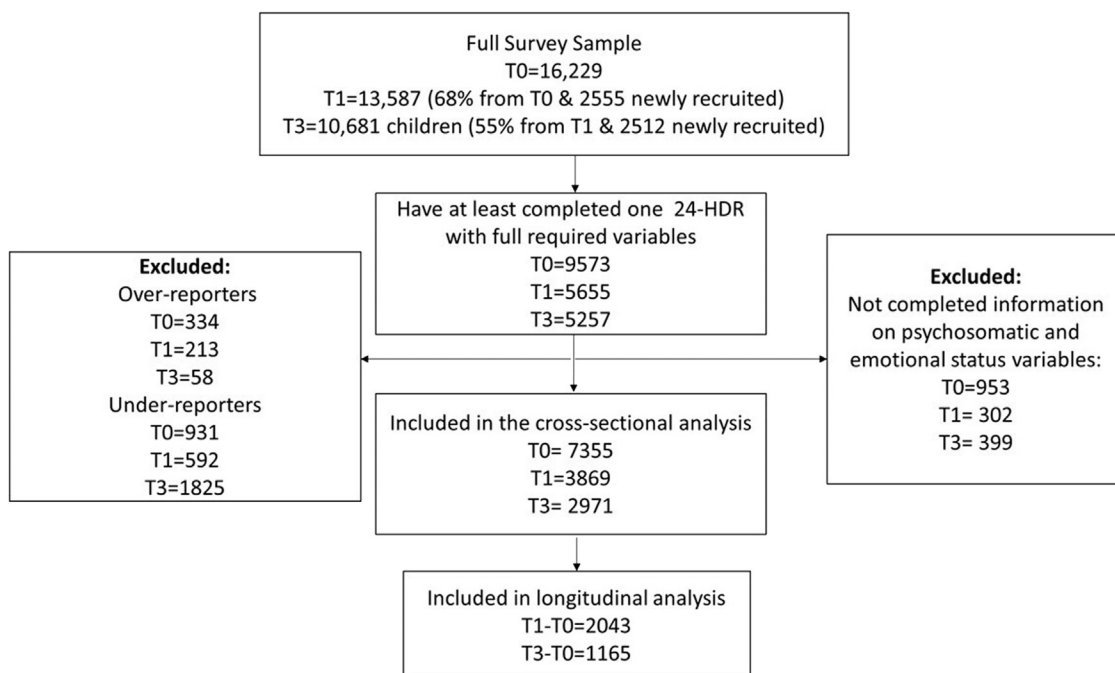 Full Survey Sample
T0=16,229
T1=13,587 (68% from T0 & 2555 newly recruited)
T3=10,681 children (55% from T1 & 2512 newly recruited)
Have at least completed one 24-HDR
with full required variables
T0=9573
T1=5655
T3=5257
Excluded:
Over-reporters
T0=334
T1=213
T3=58
Under-reporters
T0=931
T1=592
T3=1825
Excluded:
Not completed information
on psychosomatic and
emotional status variables:
T0=953
T1= 302
T3= 399
Included in the cross-sectional analysis
T0= 7355
T1=3869
T3= 2971
Included in longitudinal analysis
T1-T0=2043
T3-T0=1165